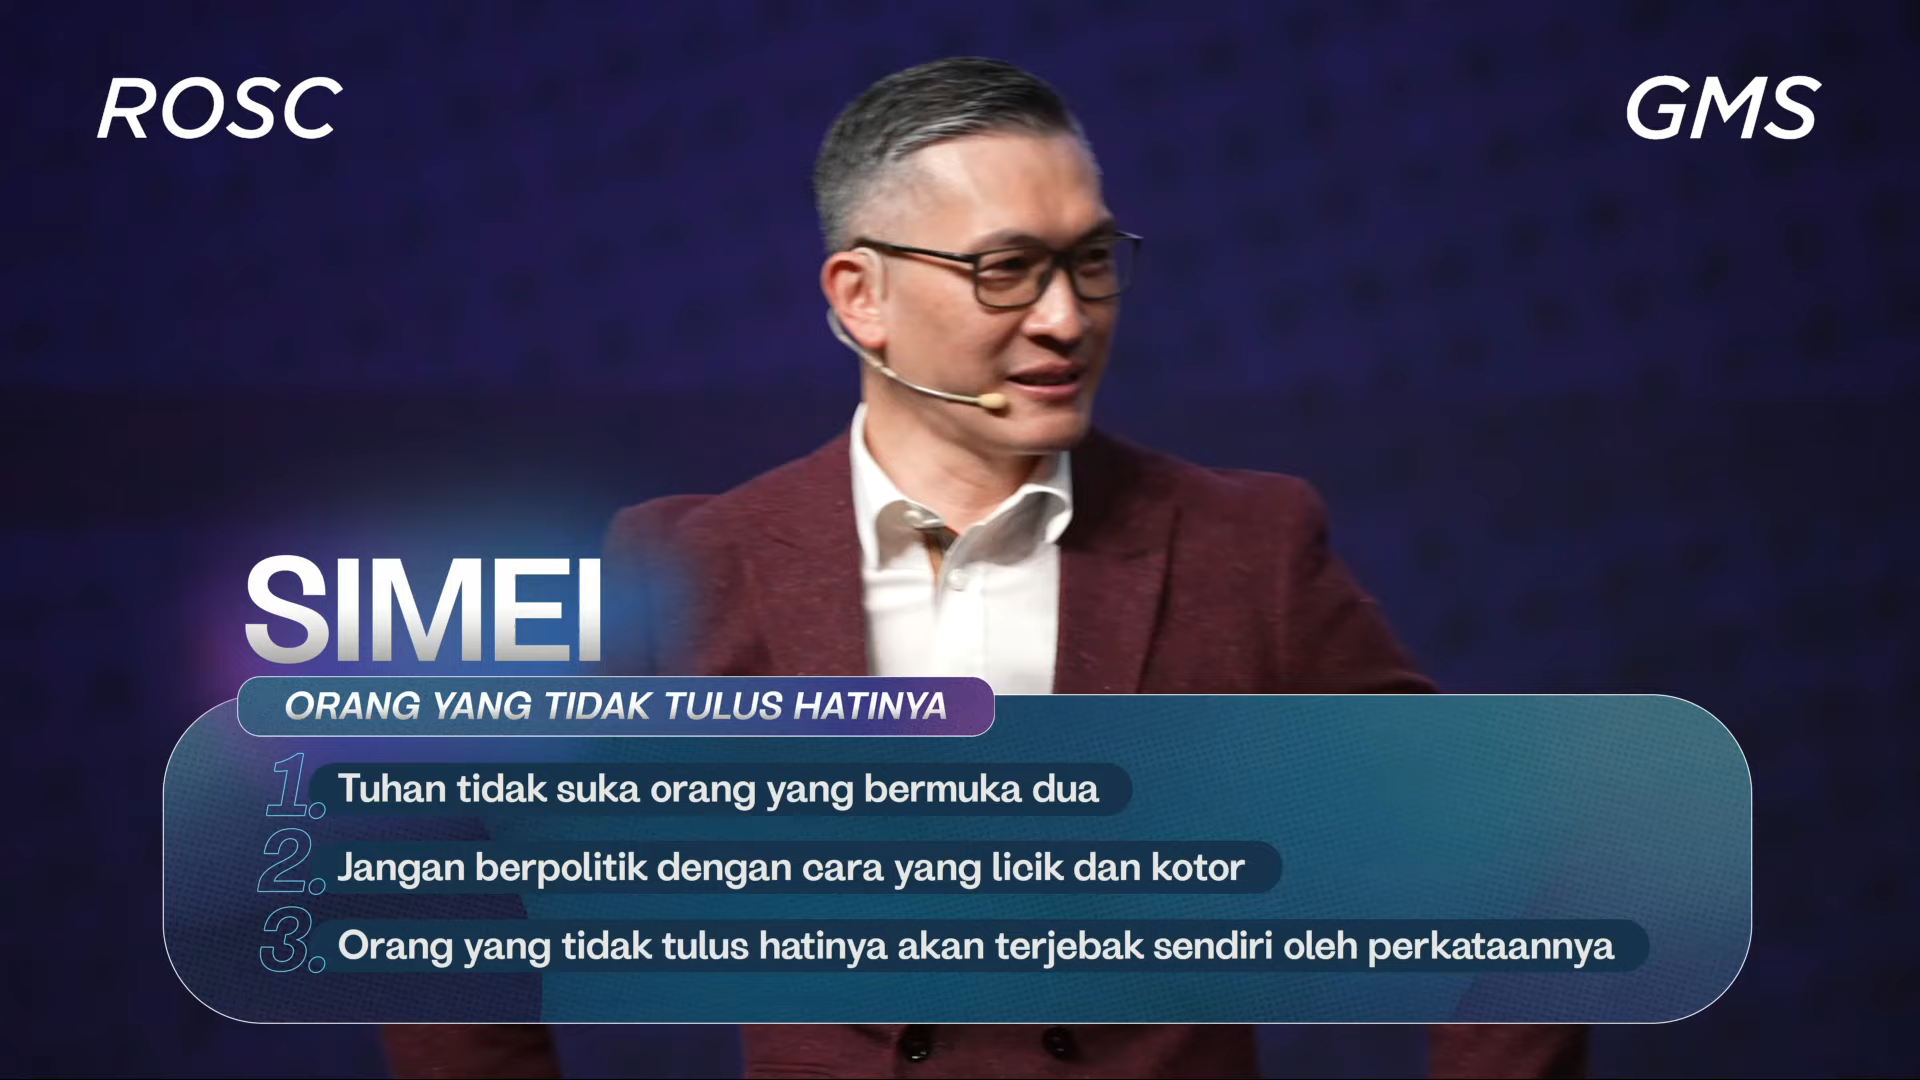 ROSC
GMS
SIMEI
ORANG YANG TIDAK TULUS HATINYA
1. Tuhan tidak suka orang yang bermuka dua
2. Jangan berpolitik dengan cara yang licik dan kotor
3. Orang yang tidak tulus hatinya akan terjebak sendiri oleh perkataannya